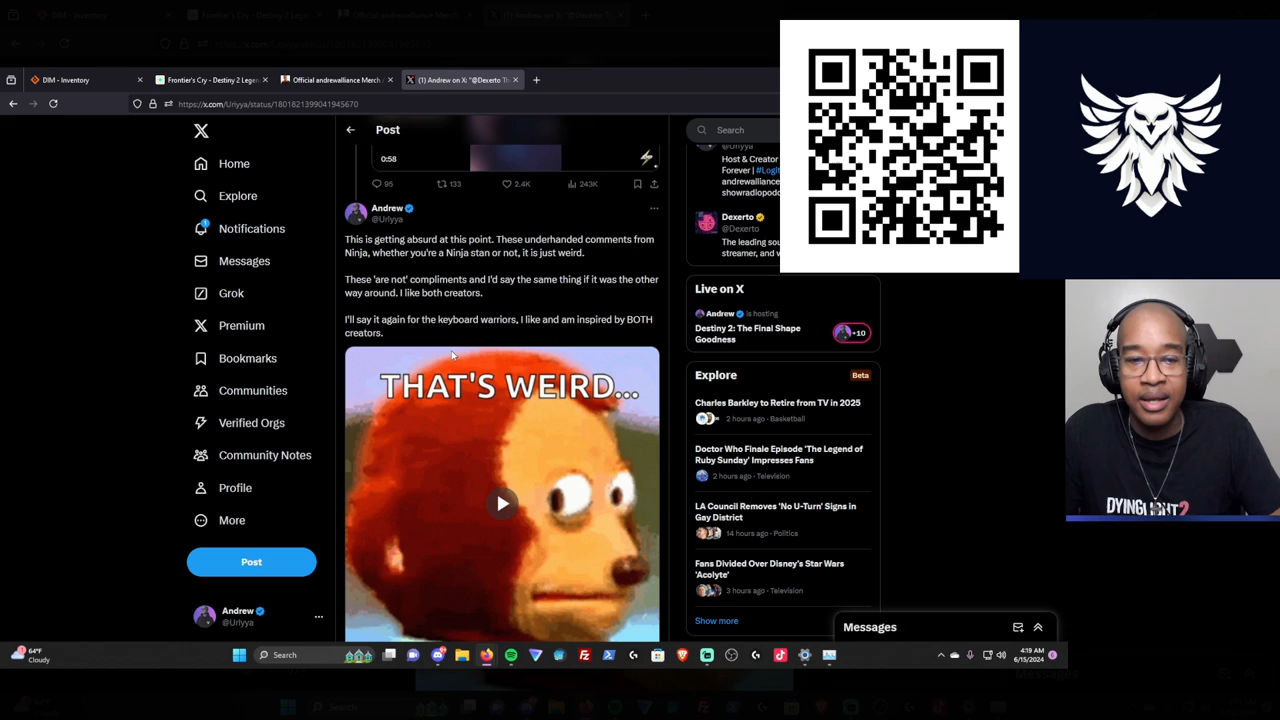 DIM - Inventory
Frontier's Cry - Destiny 2 Legen
Official andrewalliance Merch
(1) Andrew on X: "@Dexerto Th
https://x.com/Urlyya/status/1801821399041945670
Home
Explore
1
Notifications
Messages
Grok
Premium
Bookmarks
Communities
Verified Orgs
Community Notes
Profile
More
Post
Andrew
@Urlyya
Post
0:58
95
133
2.4K
243K
Andrew
@Urlyya
This is getting absurd at this point. These underhanded comments from
Ninja, whether you're a Ninja stan or not, it is just weird.
These 'are not' compliments and I'd say the same thing if it was the other
way around. I like both creators.
I'll say it again for the keyboard warriors, I like and am inspired by BOTH
creators.
THAT'S WEIRD...
Search
@Urlyya
Host & Creator
Forever | #Logit
andrewalliance
showradiopodc
Dexerto
@Dexerto
The leading sou
streamer, and v
Live on X
Andrew is hosting
Destiny 2: The Final Shape
Goodness
+10
Explore
Beta
Charles Barkley to Retire from TV in 2025
2 hours ago · Basketball
Doctor Who Finale Episode 'The Legend of
Ruby Sunday' Impresses Fans
2 hours ago · Television
LA Council Removes 'No U-Turn' Signs in
Gay District
14 hours ago · Politics
Fans Divided Over Disney's Star Wars
'Acolyte'
3 hours ago · Television
Show more
Messages
DYING LIGHT 2
64°F
Cloudy
Search
4:19 AM
6/15/2024